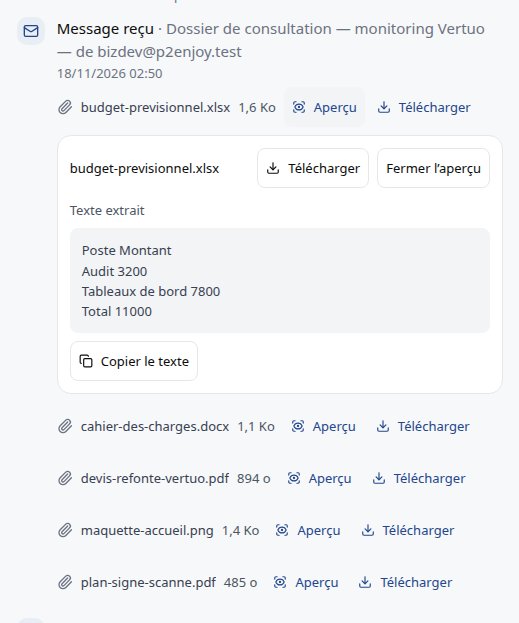 Message reçu · Dossier de consultation — monitoring Vertuo
— de bizdev@p2enjoy.test
18/11/2026 02:50
budget-previsionnel.xlsx 1,6 Ko Aperçu Télécharger
budget-previsionnel.xlsx Télécharger Fermer l’aperçu
Texte extrait
Poste Montant
Audit 3200
Tableaux de bord 7800
Total 11000
Copier le texte
cahier-des-charges.docx 1,1 Ko Aperçu Télécharger
devis-refonte-vertuo.pdf 894 o Aperçu Télécharger
maquette-accueil.png 1,4 Ko Aperçu Télécharger
plan-signe-scanne.pdf 485 o Aperçu Télécharger